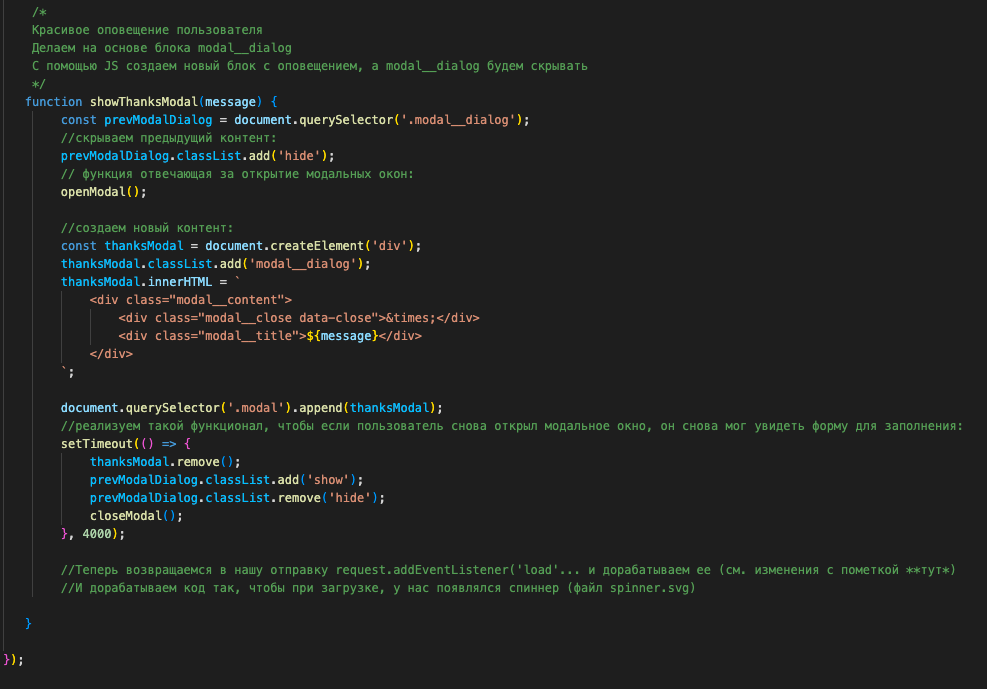 /*
Красивое оповещение пользователя
Делаем на основе блока modal__dialog
С помощью JS создаем новый блок с оповещением, а modal__dialog будем скрывать
*/
function showThanksModal(message) {
const prevModalDialog = document.querySelector('.modal__dialog');
//скрываем предыдущий контент:
prevModalDialog.classList.add('hide');
// функция отвечающая за открытие модальных окон:
openModal();
//создаем новый контент:
const thanksModal = document.createElement('div');
thanksModal.classList.add('modal__dialog');
thanksModal.innerHTML = `
<div class="modal__content">
<div class="modal__close data-close">&times;</div>
<div class="modal__title">${message}</div>
</div>
`;
document.querySelector('.modal').append(thanksModal);
//реализуем такой функционал, чтобы если пользователь снова открыл модальное окно, он снова мог увидеть форму для заполнения:
setTimeout(() => {
thanksModal.remove();
prevModalDialog.classList.add('show');
prevModalDialog.classList.remove('hide');
closeModal();
}, 4000);
//Теперь возвращаемся в нашу отправку request.addEventListener('load'... и дорабатываем ее (см. изменения с пометкой **тут*)
//И дорабатываем код так, чтобы при загрузке, у нас появлялся спиннер (файл spinner.svg)
}
});